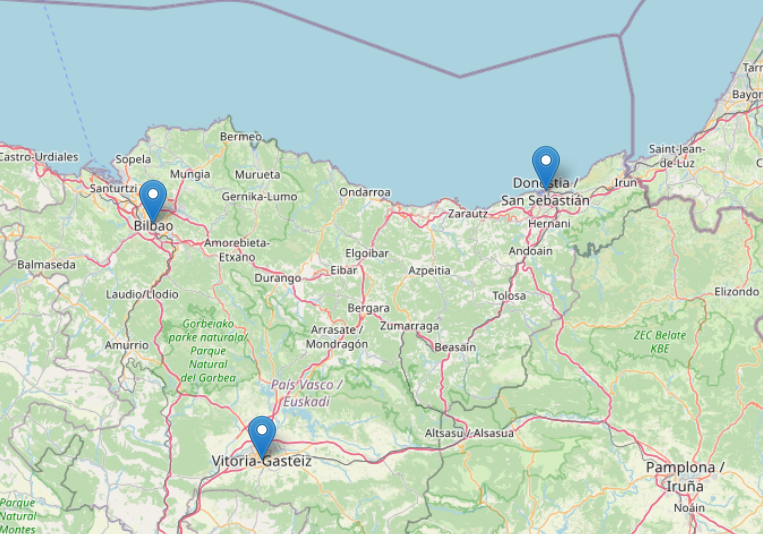 Tarr
Bayon
Bermeo
Castro-Urdiales
Sopela
Saint-Jean-
de-Luz
Mungia
Murueta
Santurtzi
Gernika-Lumo
Ondarroa
Donostia /
San Sebastián
Irun
Zarautz
Hernani
Bilbao
Amorebieta-
Etxano
Elgoibar
Andoain
Balmaseda
Durango
Eibar
Azpeitia
Laudio/Llodio
Tolosa
Elizondo
Bergara
Zumarraga
Arrasate /
Mondragón
Gorbeiako
parke naturala/
Parque
Natural
del Gorbea
Amurrio
Beasain
ZEC Belate
KBE
País Vasco /
Euskadi
Altsasu / Alsasua
Vitoria-Gasteiz
Pamplona /
Iruña
Noáin
Parque
Natural
Montes